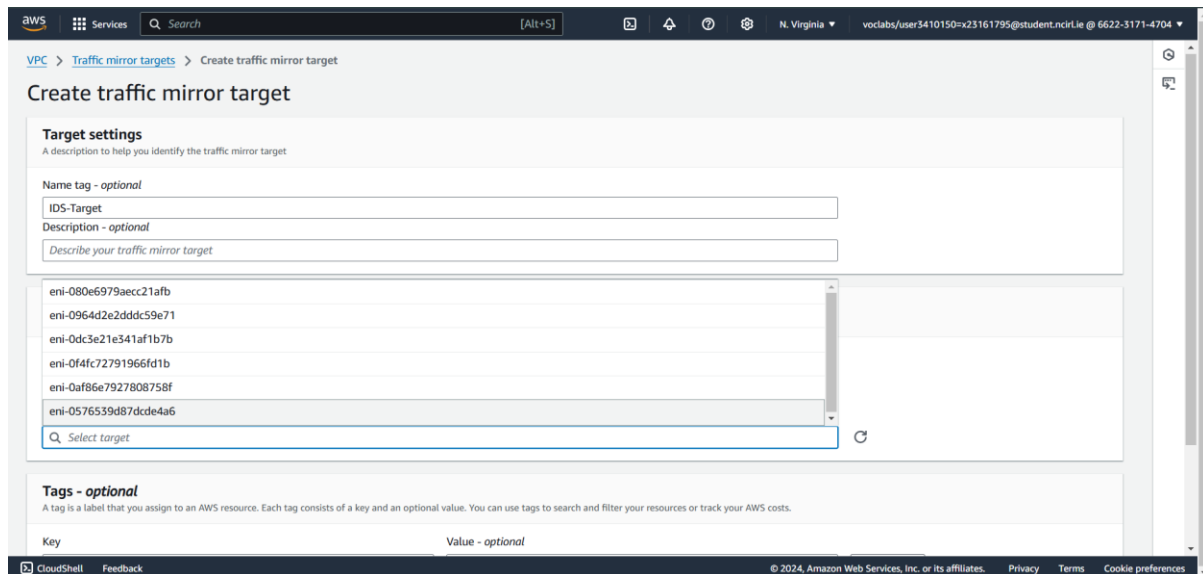 aws Services Search [Alt+S] N. Virginia voclabs/user3410150=x23161795@student.ncirl.ie @ 6622-3171-4704
VPC > Traffic mirror targets > Create traffic mirror target
Create traffic mirror target
Target settings
A description to help you identify the traffic mirror target
Name tag - optional
IDS-Target
Description - optional
Describe your traffic mirror target
eni-080e6979aecc21afb
eni-0964d2e2dddc59e71
eni-0dc3e21e341af1b7b
eni-0f4fc72791966fd1b
eni-0af86e7927808758f
eni-0576539d87dcde4a6
Select target
Tags - optional
A tag is a label that you assign to an AWS resource. Each tag consists of a key and an optional value. You can use tags to search and filter your resources or track your AWS costs.
Key Value - optional
CloudShell Feedback © 2024, Amazon Web Services, Inc. or its affiliates. Privacy Terms Cookie preferences